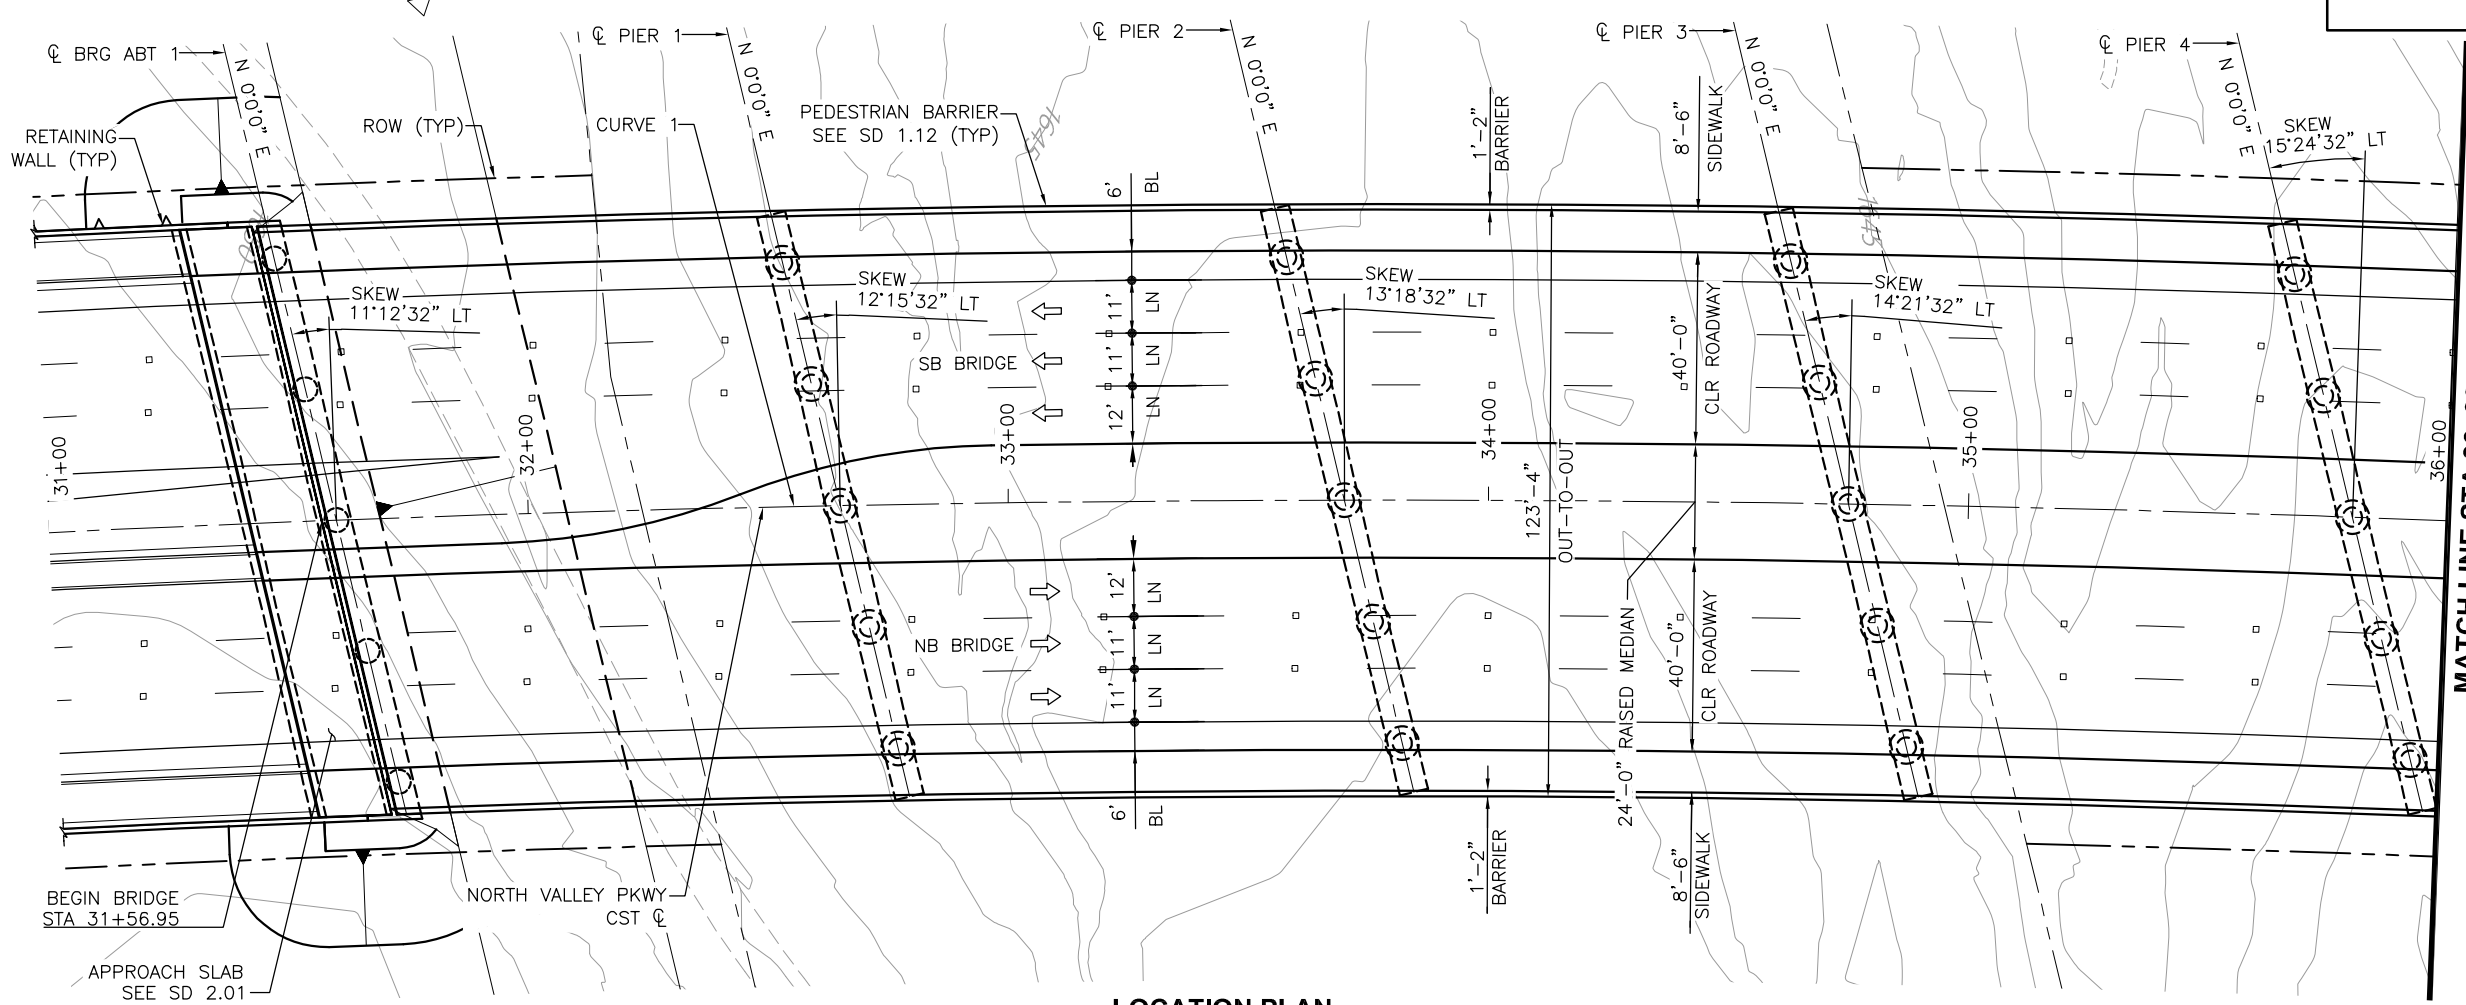 ℄ BRG ABT 1
N 0°0'0" E
℄ PIER 1
N 0°0'0" E
℄ PIER 2
N 0°0'0" E
℄ PIER 3
N 0°0'0" E
℄ PIER 4
N 0°0'0" E
RETAINING
WALL (TYP)
ROW (TYP)
CURVE 1
PEDESTRIAN BARRIER
SEE SD 1.12 (TYP)
1645
1'-2"
BARRIER
8'-6"
SIDEWALK
SKEW
15°24'32" LT
6'
BL
1645
SKEW
11°12'32" LT
SKEW
12°15'32" LT
SKEW
13°18'32" LT
SKEW
14°21'32" LT
11'
LN
SB BRIDGE
11'
LN
12'
LN
40'-0"
CLR ROADWAY
31+00
32+00
33+00
34+00
35+00
36+00
123'-4"
OUT-TO-OUT
12'
LN
NB BRIDGE
11'
LN
11'
LN
24'-0" RAISED MEDIAN
40'-0"
CLR ROADWAY
6'
BL
1'-2"
BARRIER
8'-6"
SIDEWALK
BEGIN BRIDGE
STA 31+56.95
NORTH VALLEY PKWY
CST ℄
APPROACH SLAB
SEE SD 2.01
LOCATION PLAN